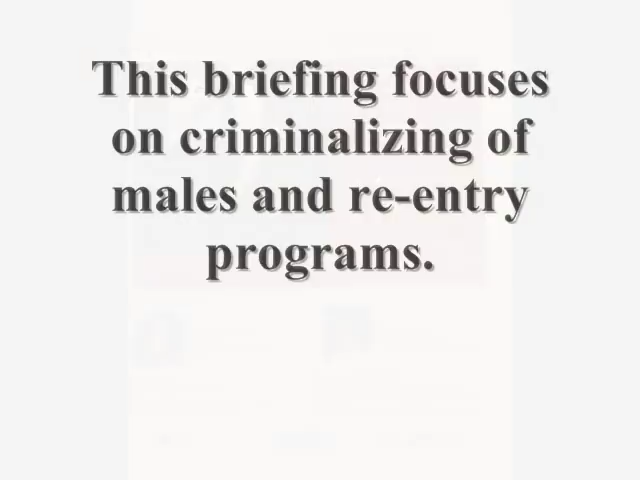 This briefing focuses
on criminalizing of
males and re-entry
programs.